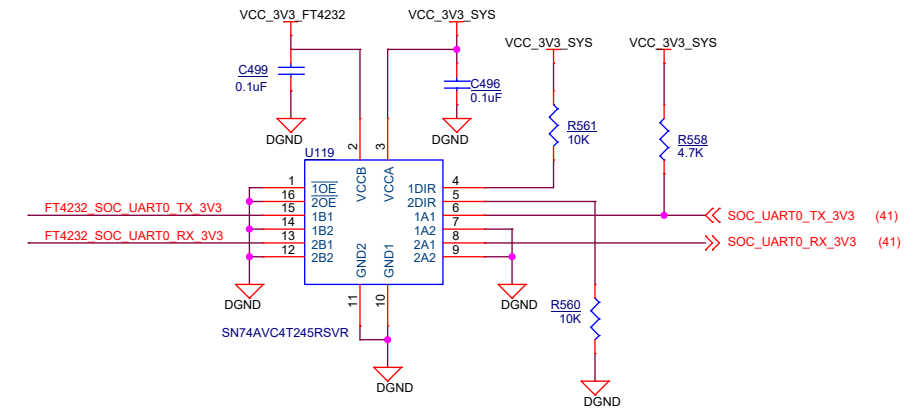 VCC_3V3_FT4232
VCC_3V3_SYS
VCC_3V3_SYS
VCC_3V3_SYS
C499
0.1uF
C496
0.1uF
R561
10K
R558
4.7K
DGND
DGND
U119
2
3
VCCB
VCCA
1
1OE
1DIR
4
16
2OE
2DIR
5
FT4232_SOC_UART0_TX_3V3
15
1B1
1A1
6
SOC_UART0_TX_3V3 (41)
14
1B2
1A2
7
FT4232_SOC_UART0_RX_3V3
13
2B1
2A1
8
SOC_UART0_RX_3V3 (41)
12
2B2
2A2
9
GND2
GND1
11
10
DGND
DGND
R560
10K
SN74AVC4T245RSVR
DGND
DGND